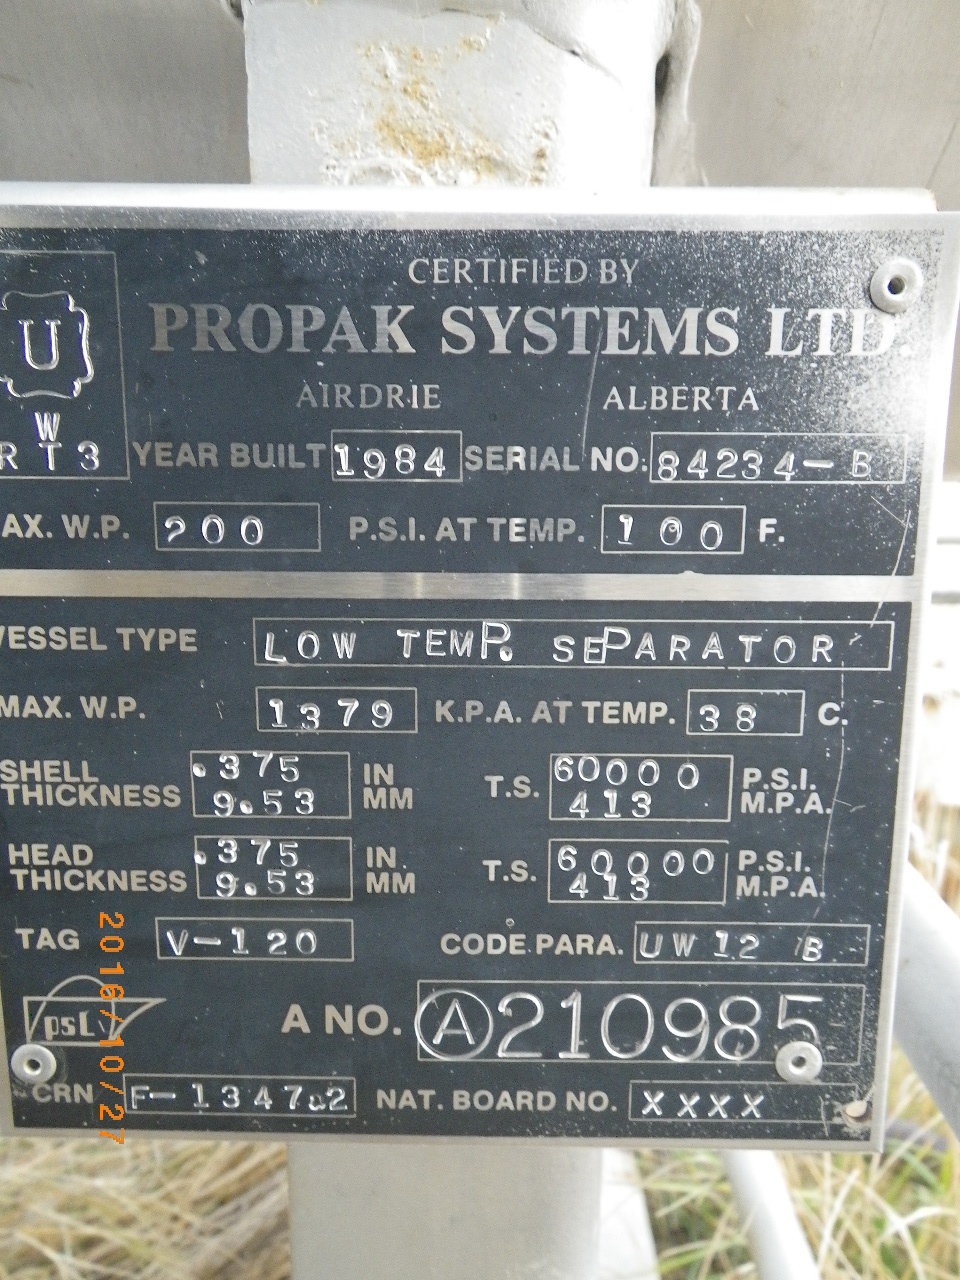 CERTIFIED BY
PROPAK SYSTEMS LTD.
AIRDRIE ALBERTA
U
W
RT3
YEAR BUILT 1984 SERIAL NO. 84234-B
AX. W.P. 200 P.S.I. AT TEMP. 100 F.
VESSEL TYPE LOW TEMP. SEPARATOR
MAX. W.P. 1379 K.P.A. AT TEMP. 38 C.
SHELL THICKNESS .375 IN T.S. 60000 P.S.I.
9.53 MM 413 M.P.A.
HEAD THICKNESS .375 IN. T.S. 60000 P.S.I.
9.53 MM 413 M.P.A.
TAG V-120 CODE PARA. UW 12 B
psL A NO. A 210985
CRN F-1347.2 NAT. BOARD NO. XXXX
2016/10/27